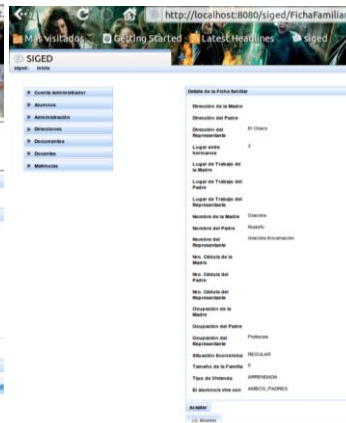 http://localhost:8080/siged/FichaFamiliar
Más visitados Getting Started Latest Headlines siged
SIGED
siged: Inicio
Cuenta Administrador
Alumnos
Administración
Direcciones
Documentos
Docentes
Matriculas
Detalle de la Ficha familiar
Dirección de la Madre
Dirección del Padre
Dirección del Representante El Chaco
Lugar entre hermanos 3
Lugar de Trabajo de la Madre
Lugar de Trabajo del Padre
Lugar de Trabajo del Representante
Nombre de la Madre Graciela
Nombre del Padre Rodolfo
Nombre del Representante Graciela Encarnación
Nro. Cédula de la Madre
Nro. Cédula del Padre
Nro. Cédula del Representante
Ocupación de la Madre
Ocupación del Padre
Ocupación del Representante Profesora
Situación Económica REGULAR
Tamaño de la Familia 5
Tipo de Vivienda ARRENDADA
El alumno/a vive con AMBOS_PADRES
Aceptar
Alumno